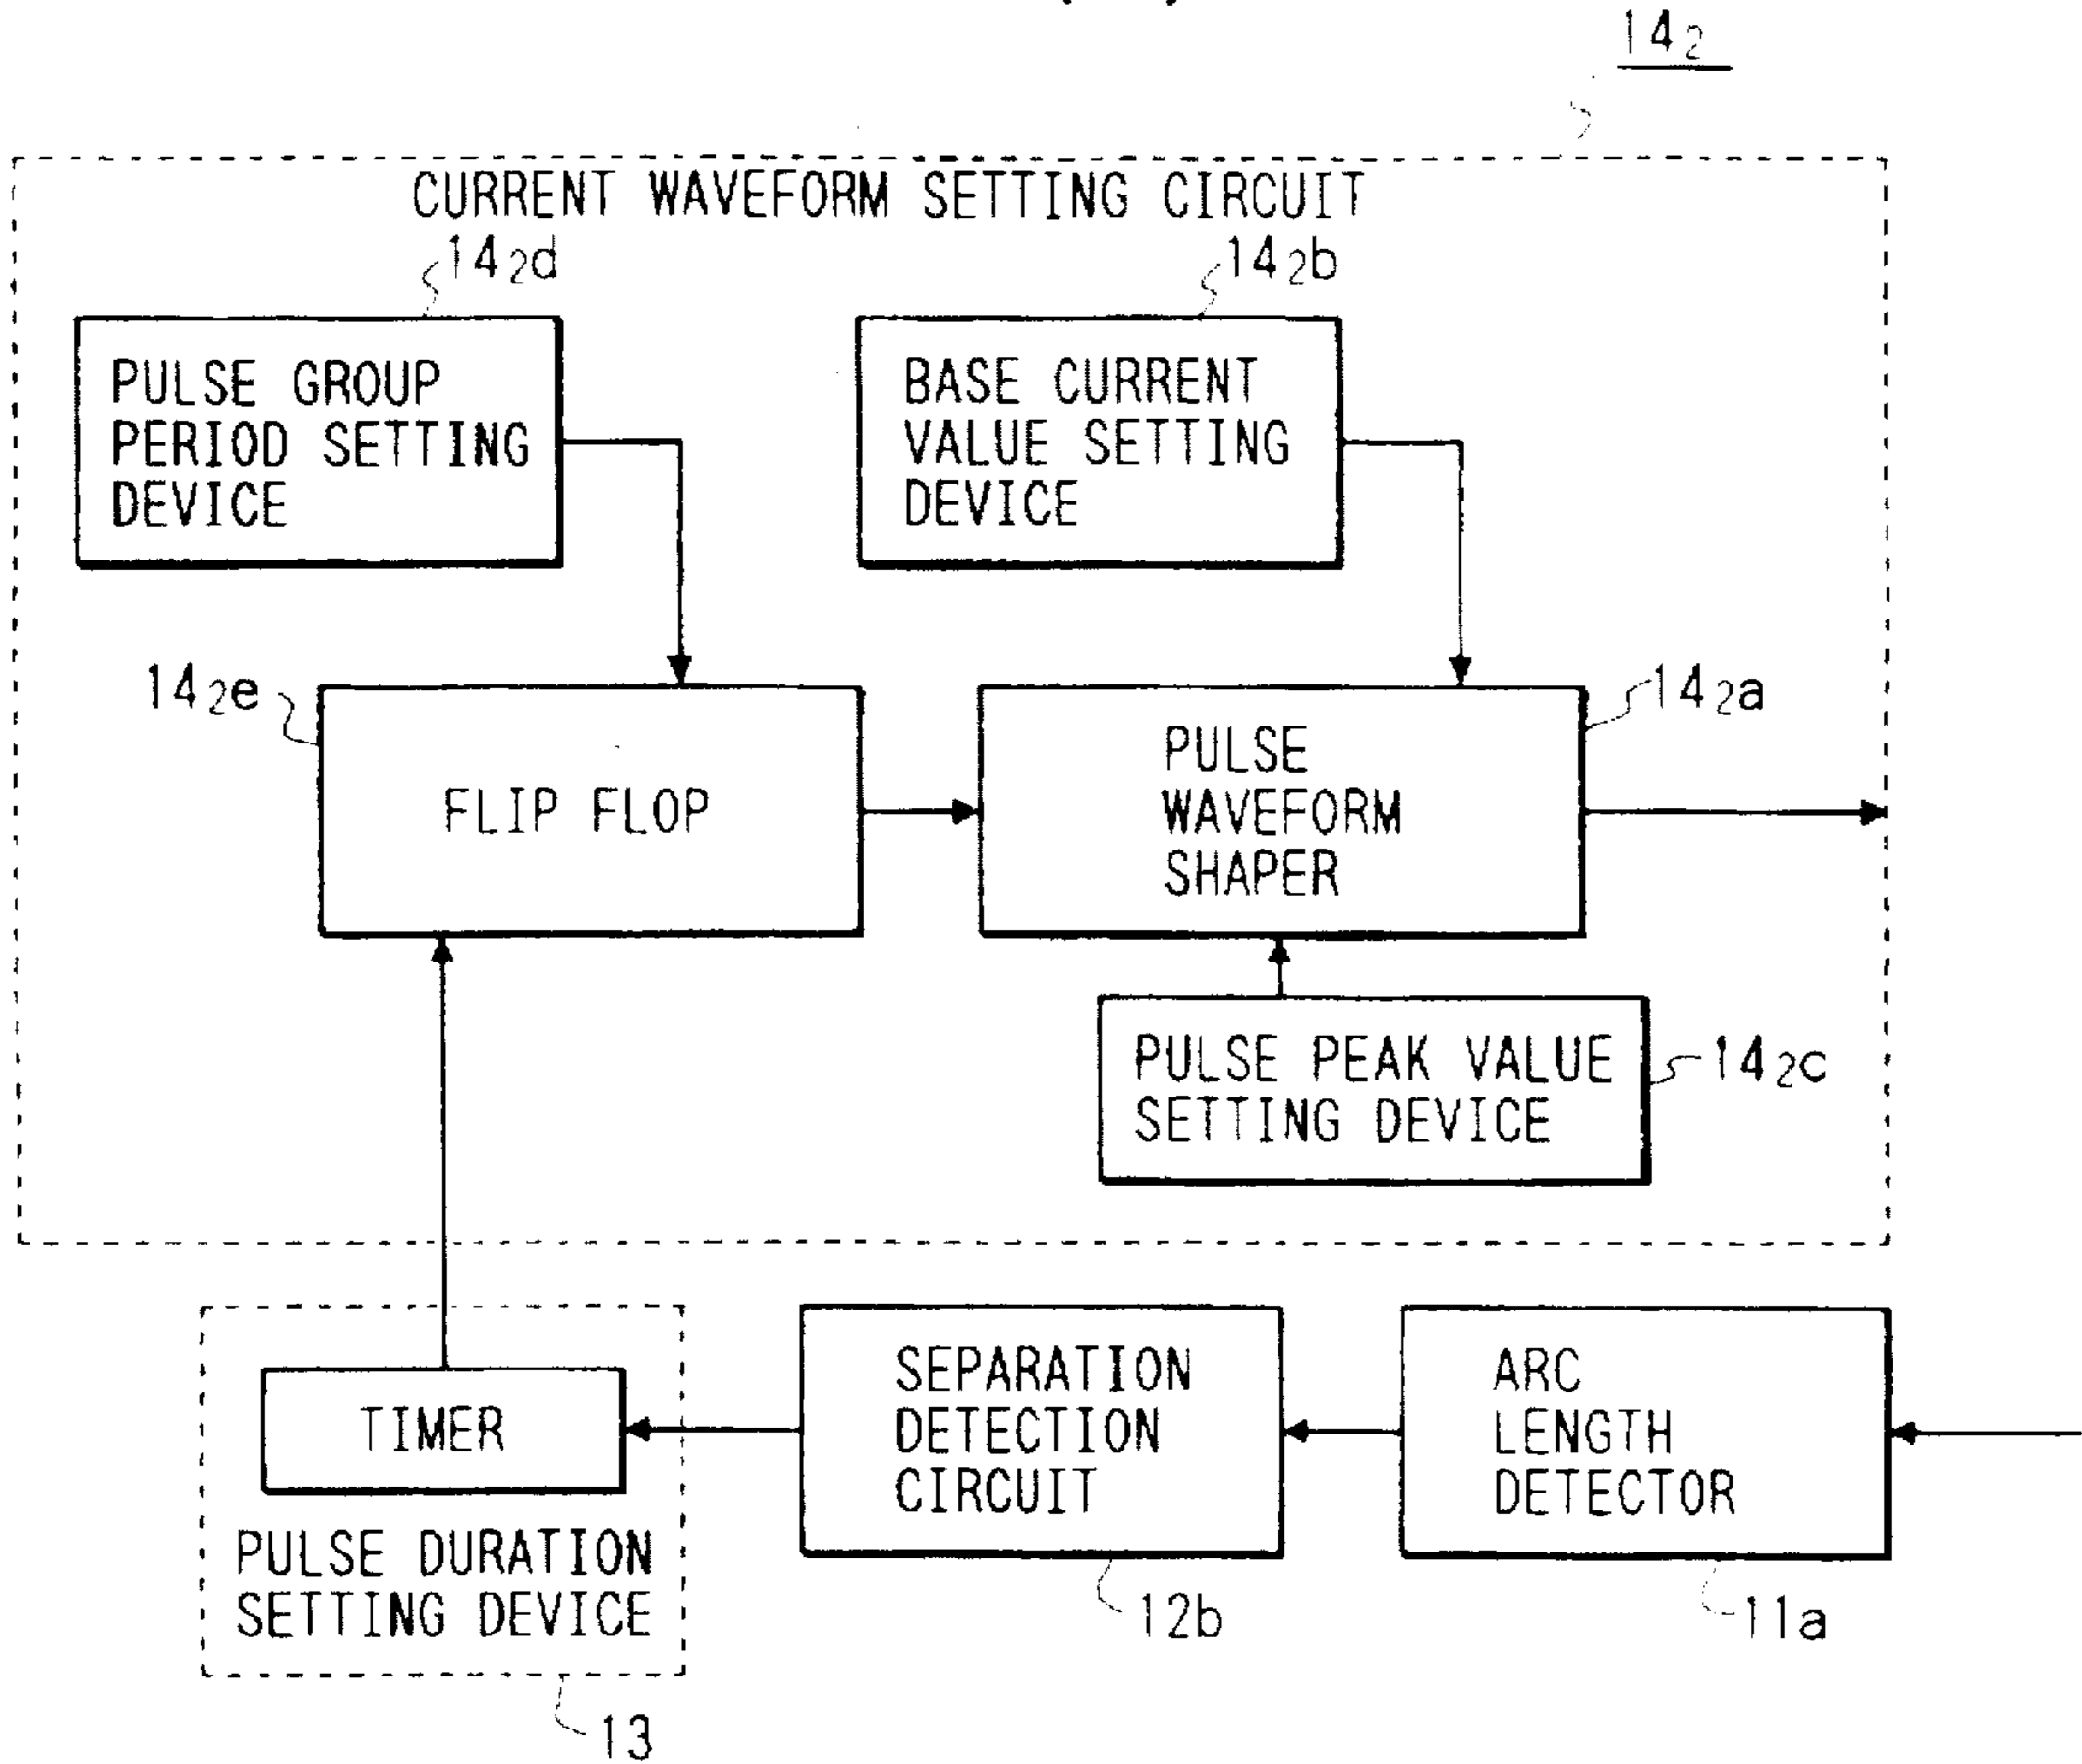 14₂
CURRENT WAVEFORM SETTING CIRCUIT
14₂d
14₂b
PULSE GROUP
PERIOD SETTING
DEVICE
BASE CURRENT
VALUE SETTING
DEVICE
14₂e
14₂a
FLIP FLOP
PULSE
WAVEFORM
SHAPER
PULSE PEAK VALUE
SETTING DEVICE
14₂c
TIMER
PULSE DURATION
SETTING DEVICE
13
SEPARATION
DETECTION
CIRCUIT
12b
ARC
LENGTH
DETECTOR
11a